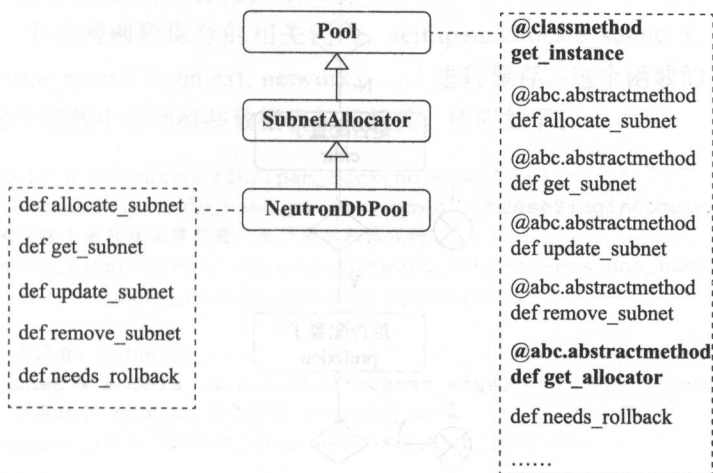 Pool
SubnetAllocator
NeutronDbPool
def allocate_subnet
def get_subnet
def update_subnet
def remove_subnet
def needs_rollback
@classmethod
get_instance
@abc.abstractmethod
def allocate_subnet
@abc.abstractmethod
def get_subnet
@abc.abstractmethod
def update_subnet
@abc.abstractmethod
def remove_subnet
@abc.abstractmethod
def get_allocator
def needs_rollback
……